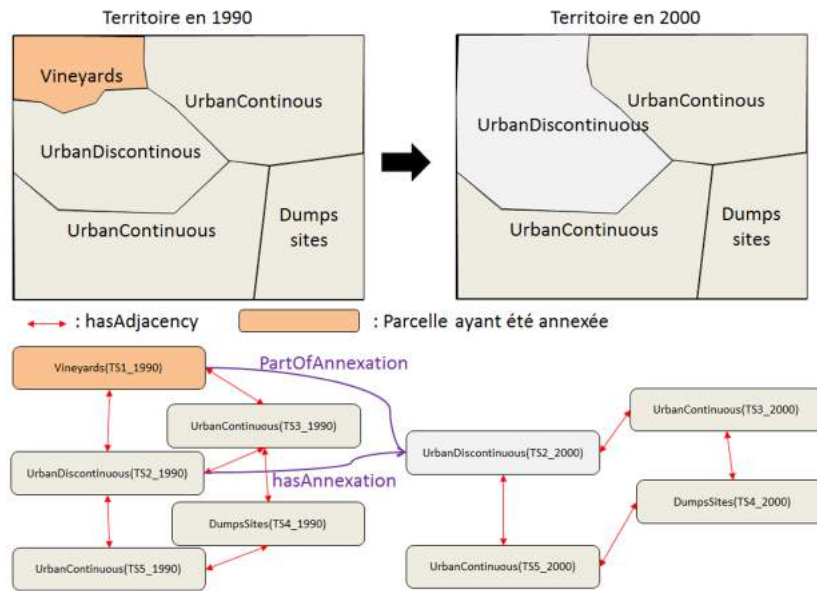 Territoire en 1990
Territoire en 2000
Vineyards
UrbanContinous
UrbanDiscontinous
UrbanContinuous
Dumps
sites
UrbanContinous
UrbanDiscontinuous
UrbanContinuous
Dumps
sites
: hasAdjacency
: Parcelle ayant été annexée
Vineyards(TS1_1990)
PartOfAnnexation
UrbanContinuous(TS3_1990)
UrbanContinuous(TS3_2000)
UrbanDiscontinuous(TS2_1990)
hasAnnexation
UrbanDiscontinuous(TS2_2000)
DumpsSites(TS4_1990)
DumpsSites(TS4_2000)
UrbanContinuous(TS5_1990)
UrbanContinuous(TS5_2000)